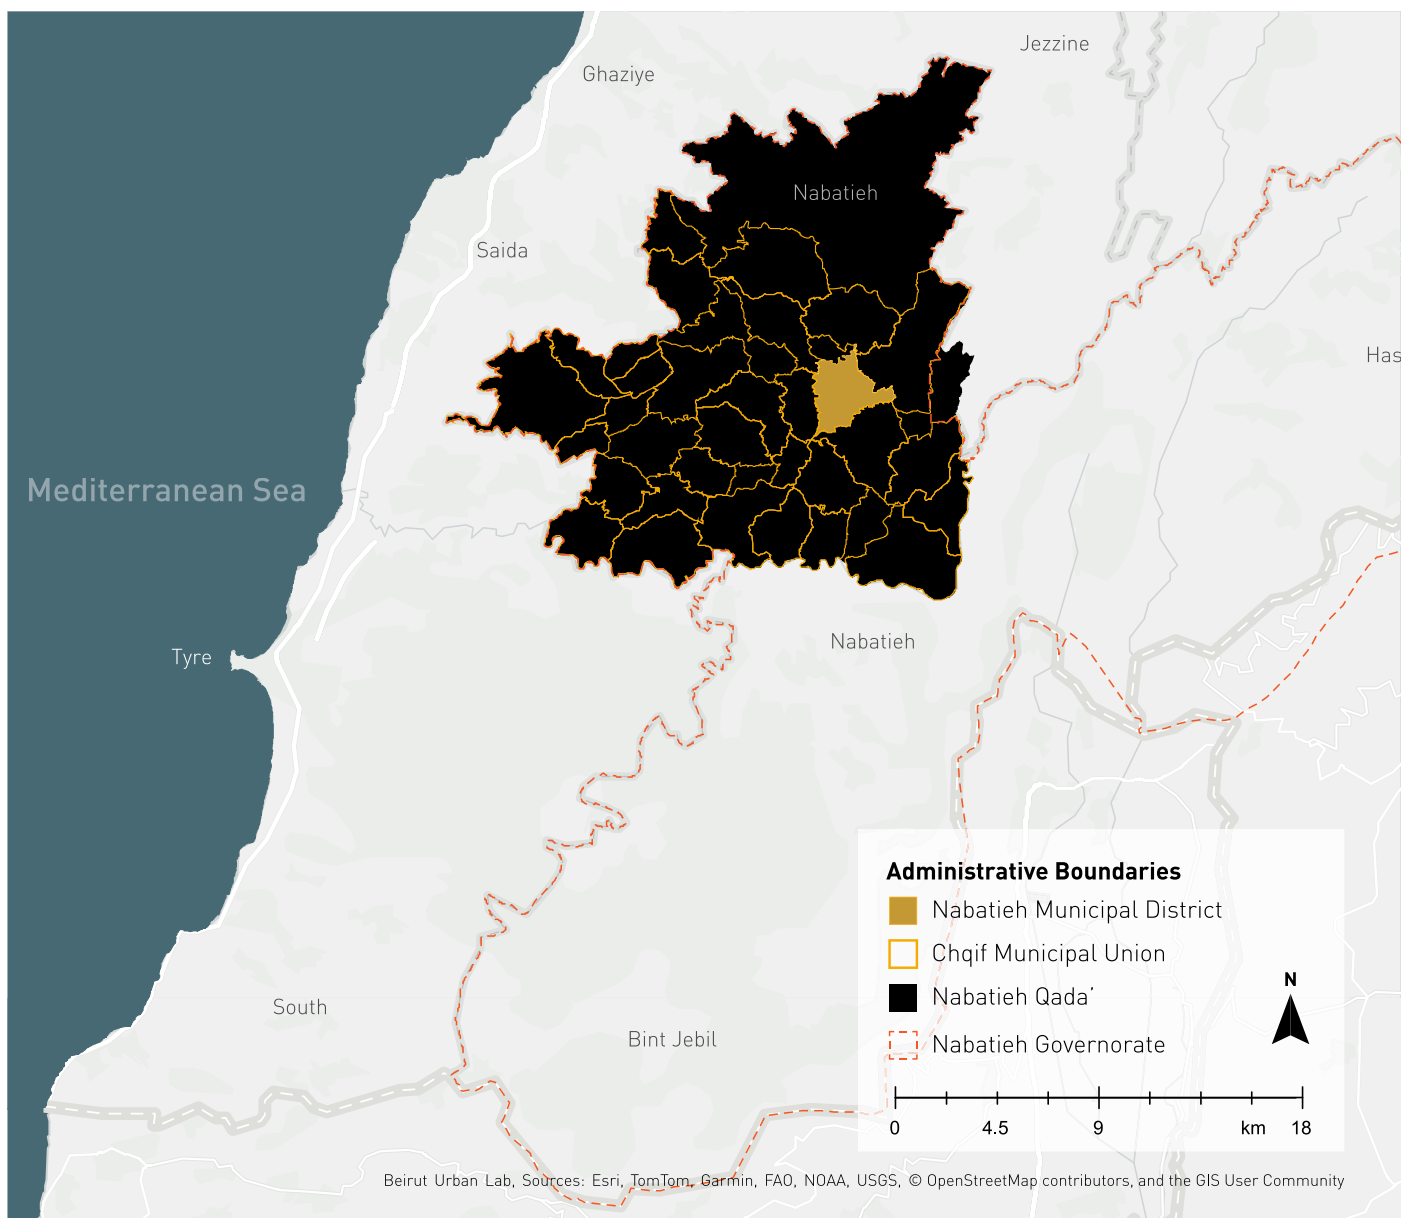 Jezzine
Ghaziye
Nabatieh
Saida
Has
Mediterranean Sea
Nabatieh
Tyre
Administrative Boundaries
Nabatieh Municipal District
Chqif Municipal Union
N
Nabatieh Qada’
South
Bint Jebil
Nabatieh Governorate
0 4.5 9 km 18
Beirut Urban Lab, Sources: Esri, TomTom, Garmin, FAO, NOAA, USGS, © OpenStreetMap contributors, and the GIS User Community